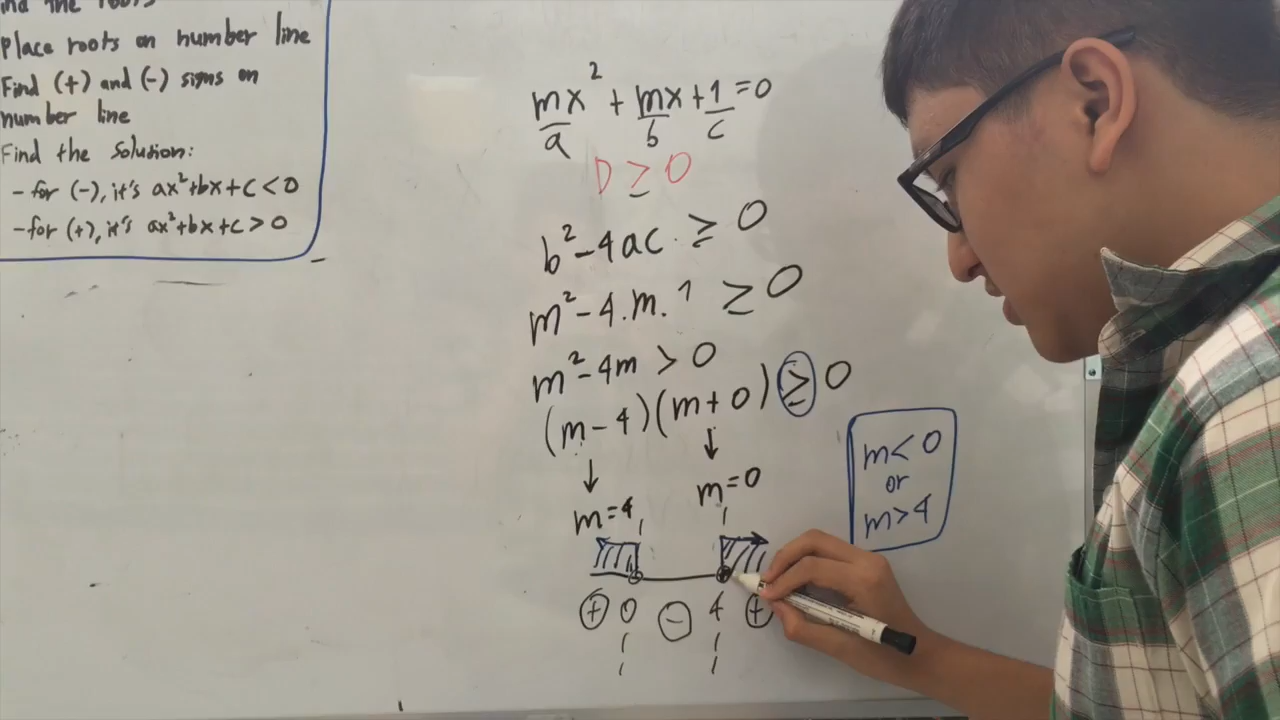 Place roots on number line
Find (+) and (-) signs on
number line
Find the Solution:
- for (-), it's ax²+bx+c<0
- for (+), it's ax²+bx+c>0
mx²+mx+1=0
a b c
D ≥ 0
b²-4ac ≥ 0
m²-4.m.1 ≥ 0
m²-4m > 0
(m-4)(m+0) ≥ 0
↓ ↓
m=4 m=0
+ 0 - 4 +
m<0
or
m>4